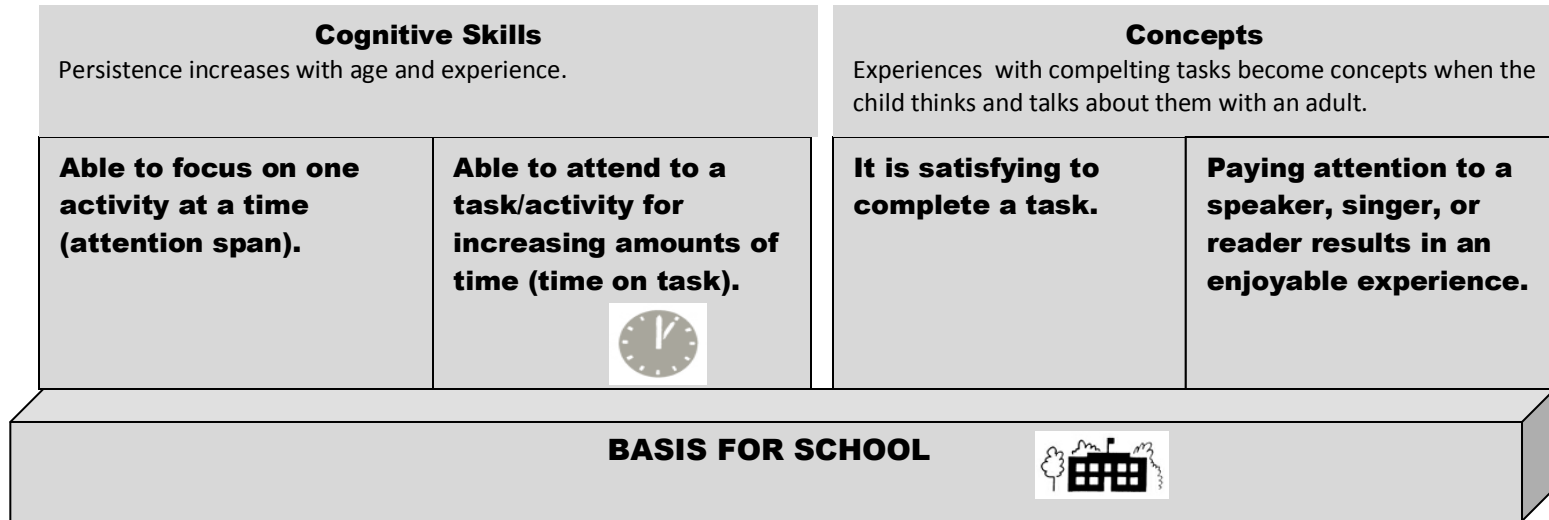 Cognitive Skills
Persistence increases with age and experience.
Concepts
Experiences  with compelting tasks become concepts when the
child thinks and talks about them with an adult.
Able to focus on one
activity at a time
(attention span).
Able to attend to a
task/activity for
increasing amounts of
time (time on task).
It is satisfying to
complete a task.
Paying attention to a
speaker, singer, or
reader results in an
enjoyable experience.
BASIS FOR SCHOOL